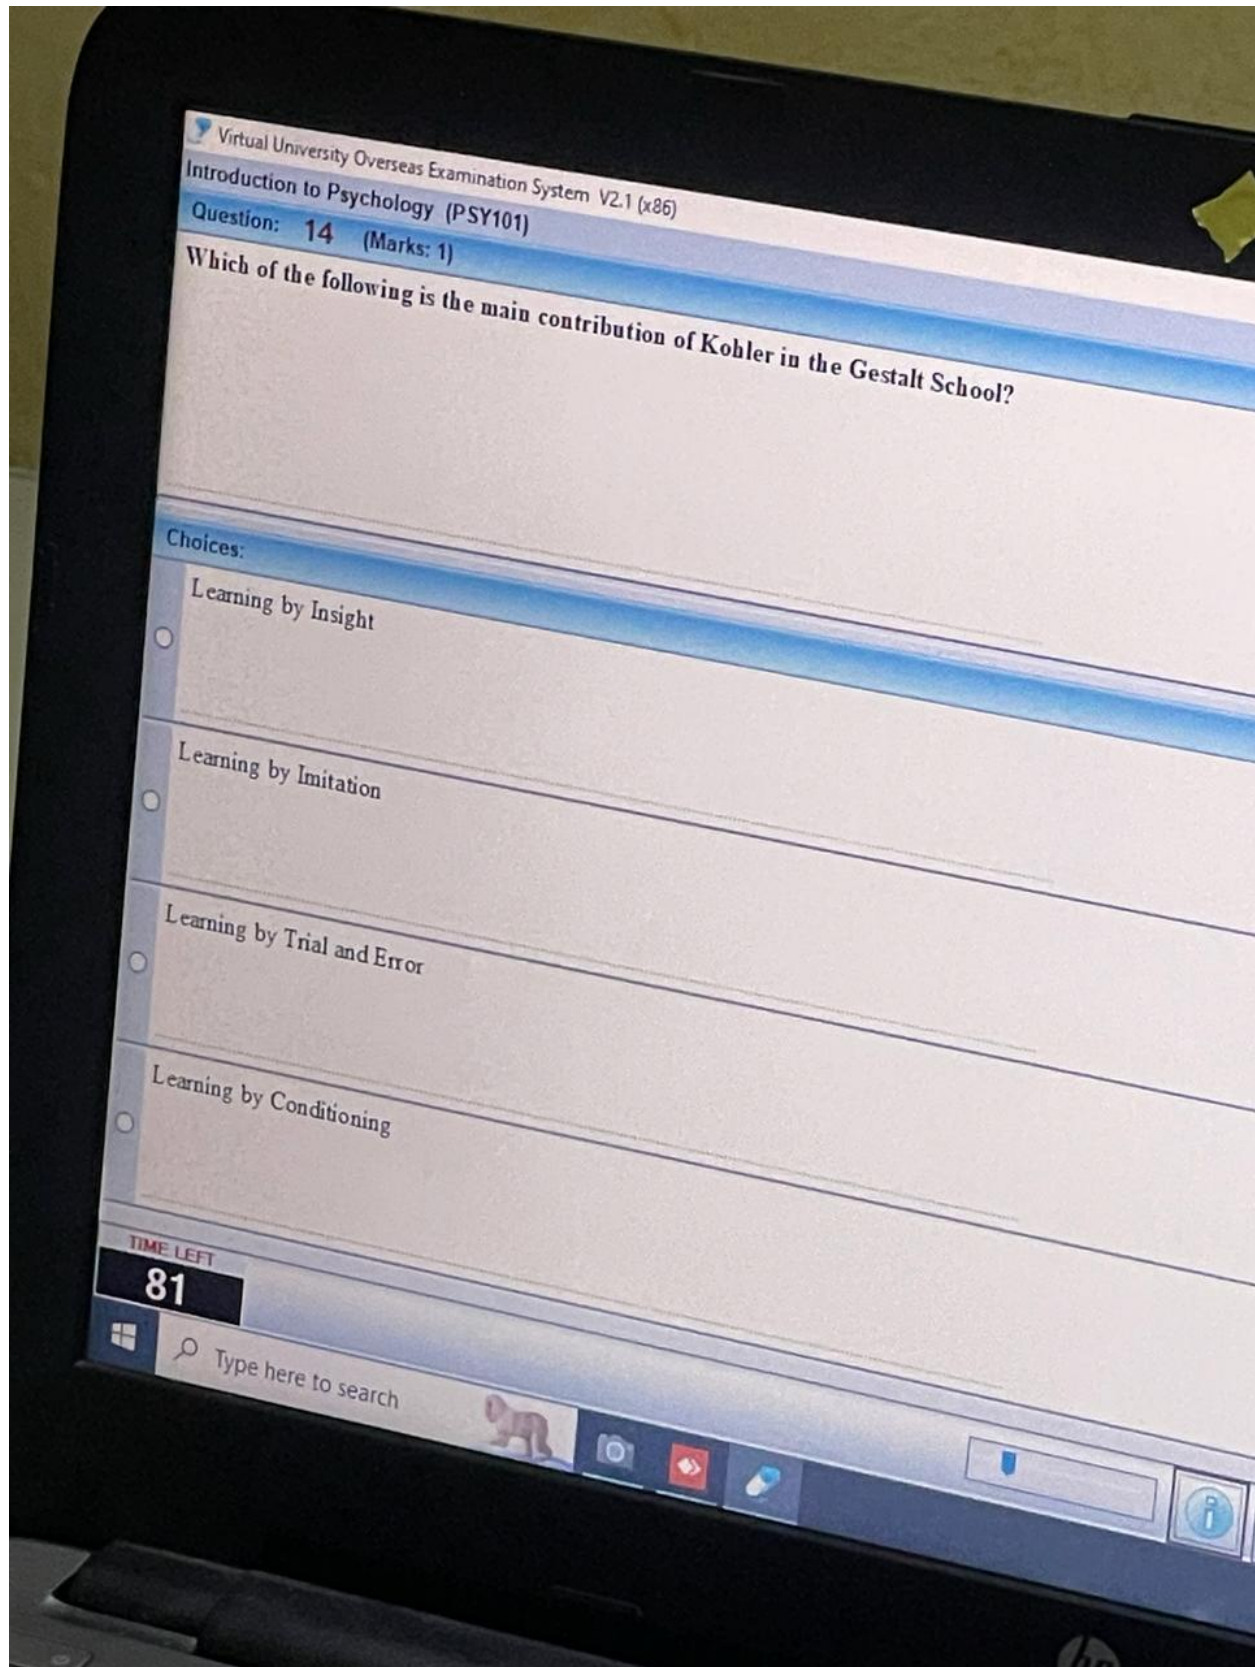 Virtual University Overseas Examination System V2.1 (x86)
Introduction to Psychology (PSY101)
Question: 14 (Marks: 1)
Which of the following is the main contribution of Kohler in the Gestalt School?
Choices:
Learning by Insight
Learning by Imitation
Learning by Trial and Error
Learning by Conditioning
TIME LEFT
81
Type here to search
i
hp